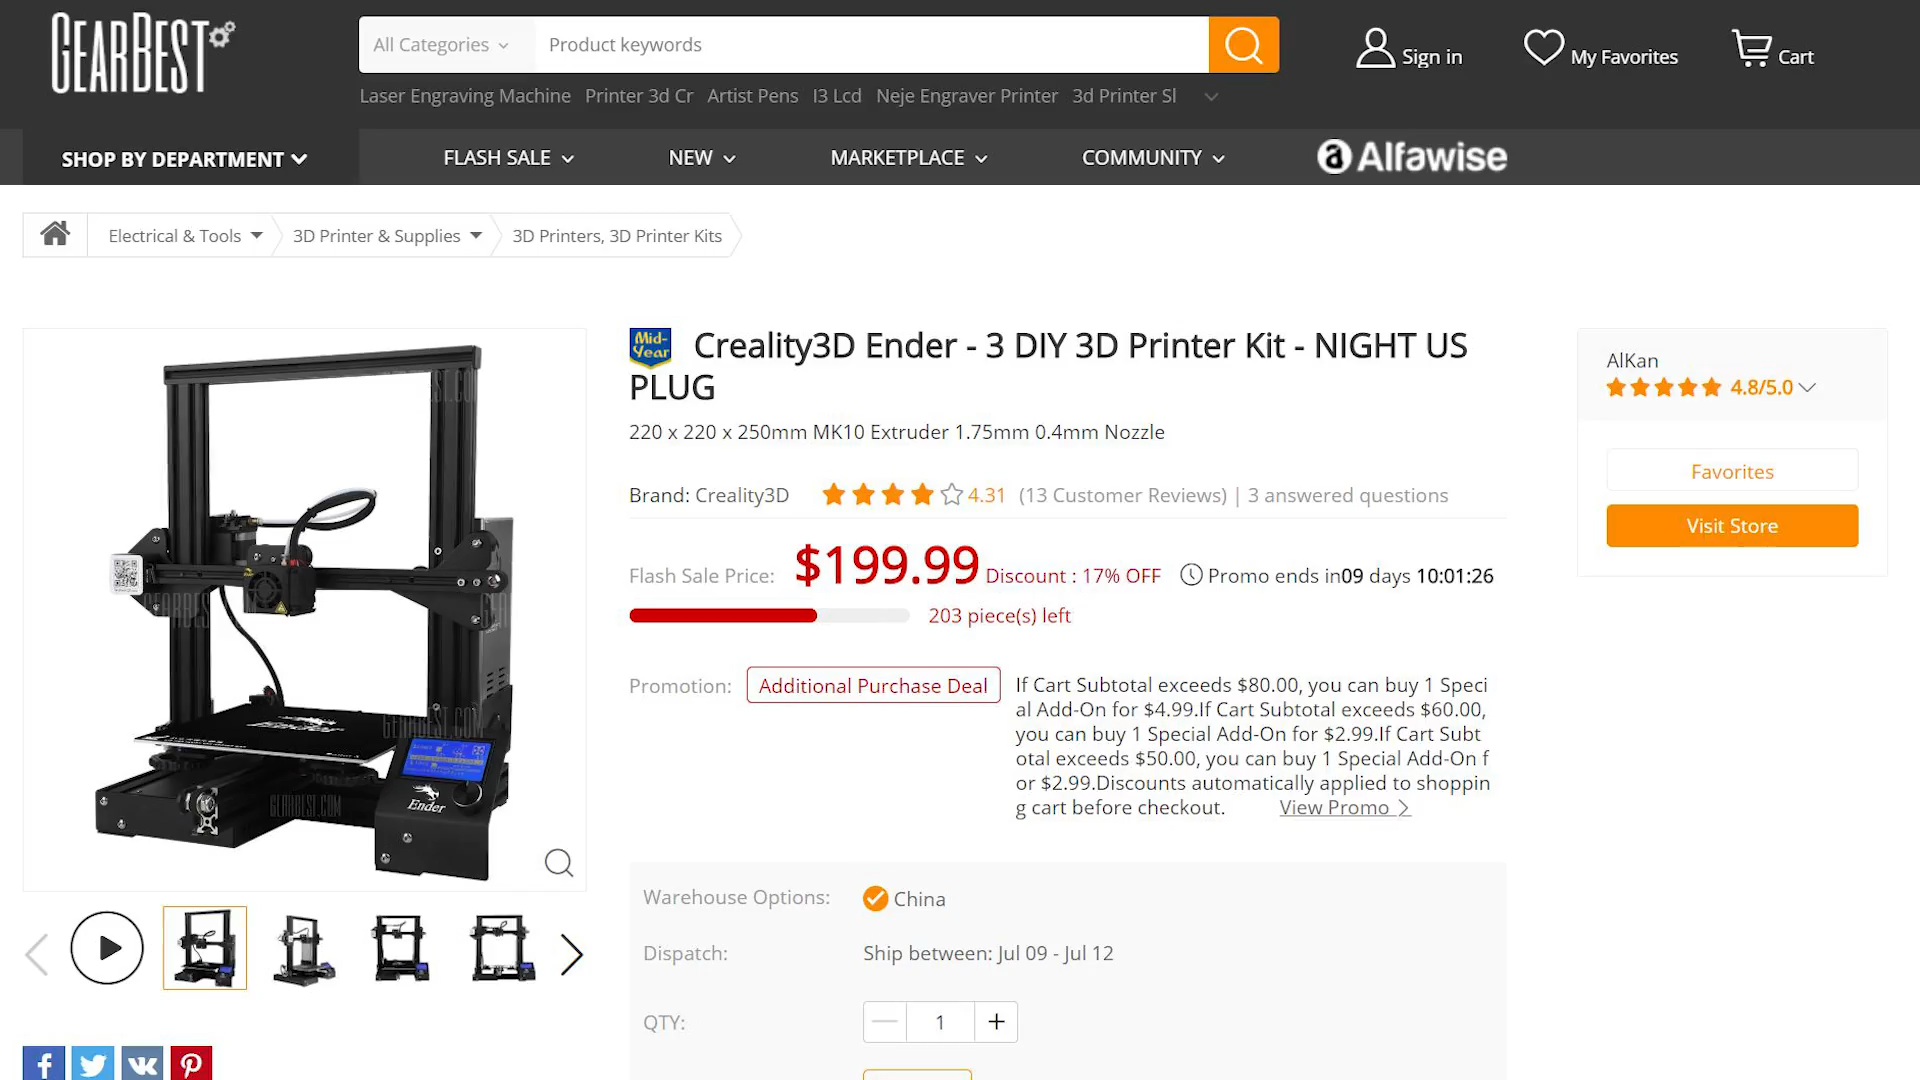 GEARBEST
All Categories
Product keywords
Sign in
My Favorites
Cart
Laser Engraving Machine Printer 3d Cr Artist Pens I3 Lcd Neje Engraver Printer 3d Printer Sl
SHOP BY DEPARTMENT
FLASH SALE
NEW
MARKETPLACE
COMMUNITY
a Alfawise
Electrical & Tools
3D Printer & Supplies
3D Printers, 3D Printer Kits
Mid-
Year
Creality3D Ender - 3 DIY 3D Printer Kit - NIGHT US
PLUG
220 x 220 x 250mm MK10 Extruder 1.75mm 0.4mm Nozzle
Brand: Creality3D
4.31 (13 Customer Reviews) | 3 answered questions
Flash Sale Price: $199.99 Discount : 17% OFF Promo ends in09 days 10:01:26
203 piece(s) left
Promotion: Additional Purchase Deal
If Cart Subtotal exceeds $80.00, you can buy 1 Speci
al Add-On for $4.99.If Cart Subtotal exceeds $60.00,
you can buy 1 Special Add-On for $2.99.If Cart Subt
otal exceeds $50.00, you can buy 1 Special Add-On f
or $2.99.Discounts automatically applied to shoppin
g cart before checkout. View Promo
Warehouse Options: China
Dispatch: Ship between: Jul 09 - Jul 12
QTY: 1
AlKan
4.8/5.0
Favorites
Visit Store
Ender
GEARBEST.COM
Ender
GEARBEST.COM